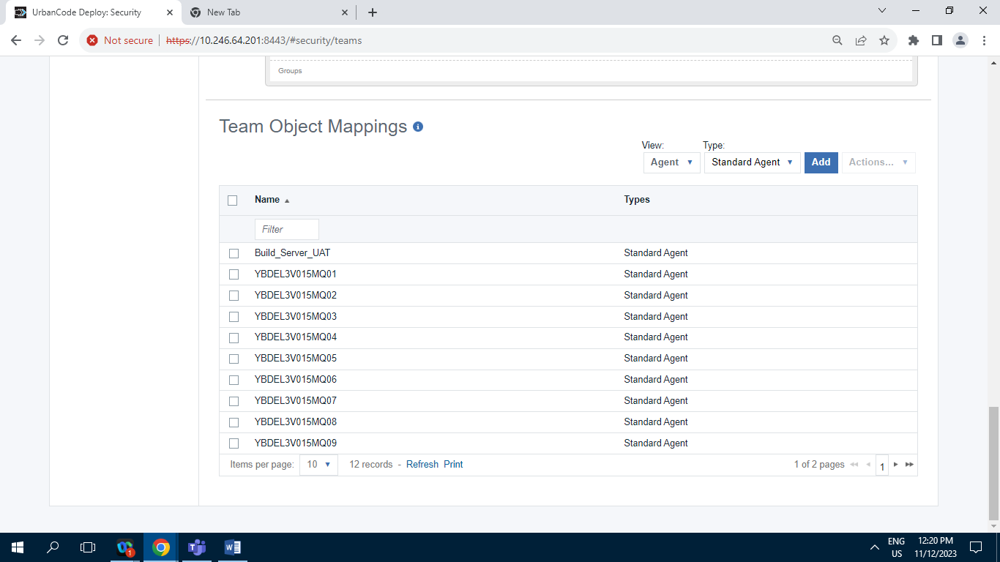 UrbanCode Deploy: Security
New Tab
Not secure https://10.246.64.201:8443/#security/teams
Groups
Team Object Mappings
View: Type:
Agent Standard Agent Add Actions...
Name Types
Filter
Build_Server_UAT Standard Agent
YBDEL3V015MQ01 Standard Agent
YBDEL3V015MQ02 Standard Agent
YBDEL3V015MQ03 Standard Agent
YBDEL3V015MQ04 Standard Agent
YBDEL3V015MQ05 Standard Agent
YBDEL3V015MQ06 Standard Agent
YBDEL3V015MQ07 Standard Agent
YBDEL3V015MQ08 Standard Agent
YBDEL3V015MQ09 Standard Agent
Items per page: 10 12 records - Refresh Print 1 of 2 pages 1
1
ENG 12:20 PM
US 11/12/2023